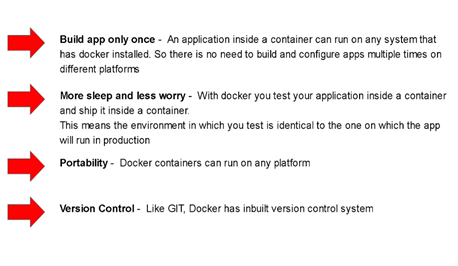 Build app only once - An application inside a container can run on any system that
has docker installed. So there is no need to build and configure apps multiple times on
different platforms
More sleep and less worry - With docker you test your application inside a container
and ship it inside a container.
This means the environment in which you test is identical to the one on which the app
will run in production
Portability - Docker containers can run on any platform
Version Control - Like GIT, Docker has inbuilt version control system